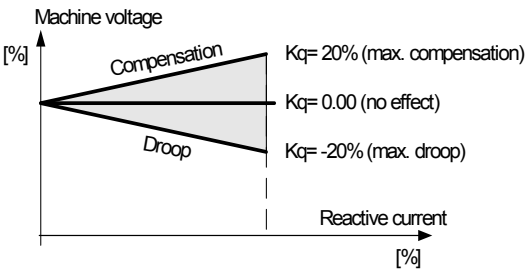 Machine voltage
[%]
Compensation
Kq= 20% (max. compensation)
Kq= 0.00 (no effect)
Droop
Kq= -20% (max. droop)
Reactive current
[%]